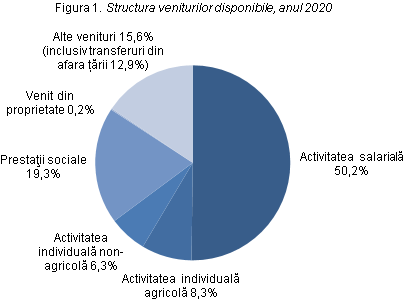 Figura 1. Structura veniturilor disponibile, anul 2020
Alte venituri 15,6%
(inclusiv transferuri din
afara țării 12,9%)
Venit din
proprietate 0,2%
Prestaţii sociale
19,3%
Activitatea salarială
50,2%
Activitatea
individuală non-
agricolă 6,3%
Activitatea individuală
agricolă 8,3%